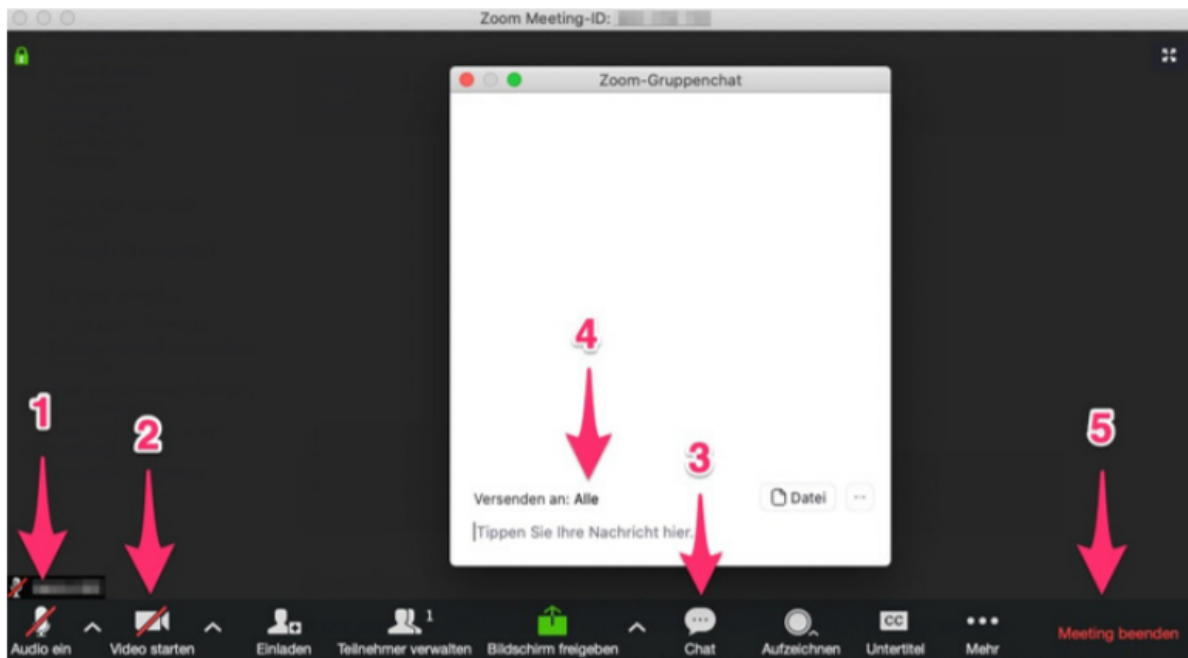 Zoom Meeting-ID:
Zoom-Gruppenchat
4
1
2
3
5
Versenden an: Alle
Datei
Tippen Sie Ihre Nachricht hier.
1
CC
Audio ein
Video starten
Einladen
Teilnehmer verwalten
Bildschirm freigeben
Chat
Aufzeichnen
Untertitel
Mehr
Meeting beenden